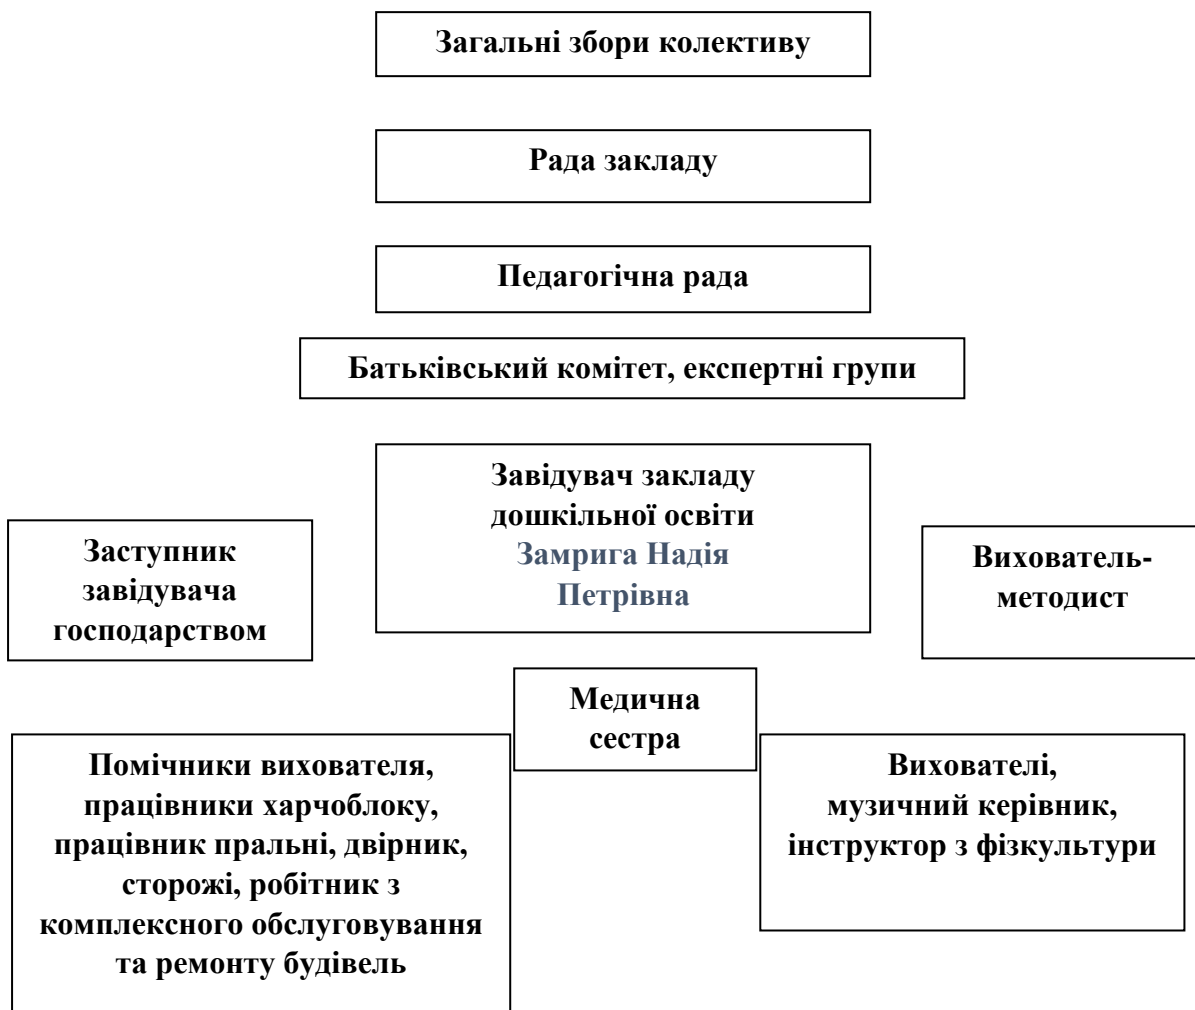 Загальні збори колективу
Рада закладу
Педагогічна рада
Батьківський комітет, експертні групи
Завідувач закладу
дошкільної освіти
Замрига Надія
Петрівна
Заступник
завідувача
господарством
Вихователь-
методист
Медична
сестра
Помічники вихователя,
працівники харчоблоку,
працівник пральні, двірник,
сторожі, робітник з
комплексного обслуговування
та ремонту будівель
Вихователі,
музичний керівник,
інструктор з фізкультури